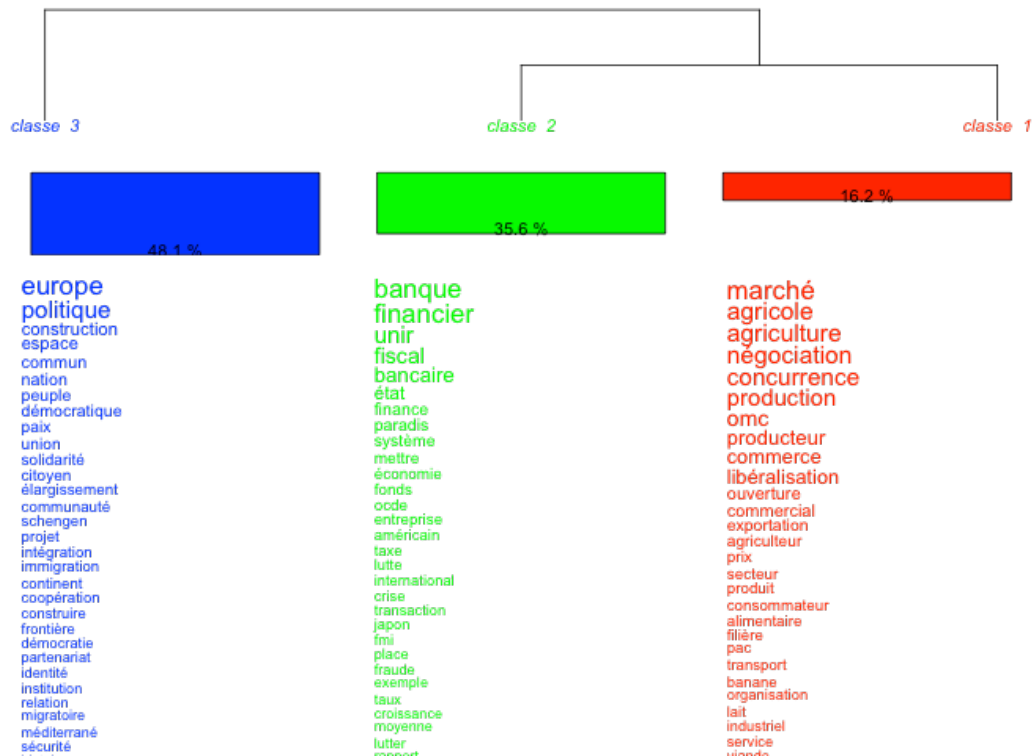 classe 3
classe 2
classe 1
48.1 %
35.6 %
16.2 %
europe
politique
construction
espace
commun
nation
peuple
démocratique
paix
union
solidarité
citoyen
élargissement
communauté
schengen
projet
intégration
immigration
continent
coopération
construire
frontière
démocratie
partenariat
identité
institution
relation
migratoire
méditerrané
sécurité
banque
financier
unir
fiscal
bancaire
état
finance
paradis
système
mettre
économie
fonds
ocde
entreprise
américain
taxe
lutte
international
crise
transaction
japon
fmi
place
fraude
exemple
taux
croissance
moyenne
lutter
rapport
marché
agricole
agriculture
négociation
concurrence
production
omc
producteur
commerce
libéralisation
ouverture
commercial
exportation
agriculteur
prix
secteur
produit
consommateur
alimentaire
filière
pac
transport
banane
organisation
lait
industriel
service
viande